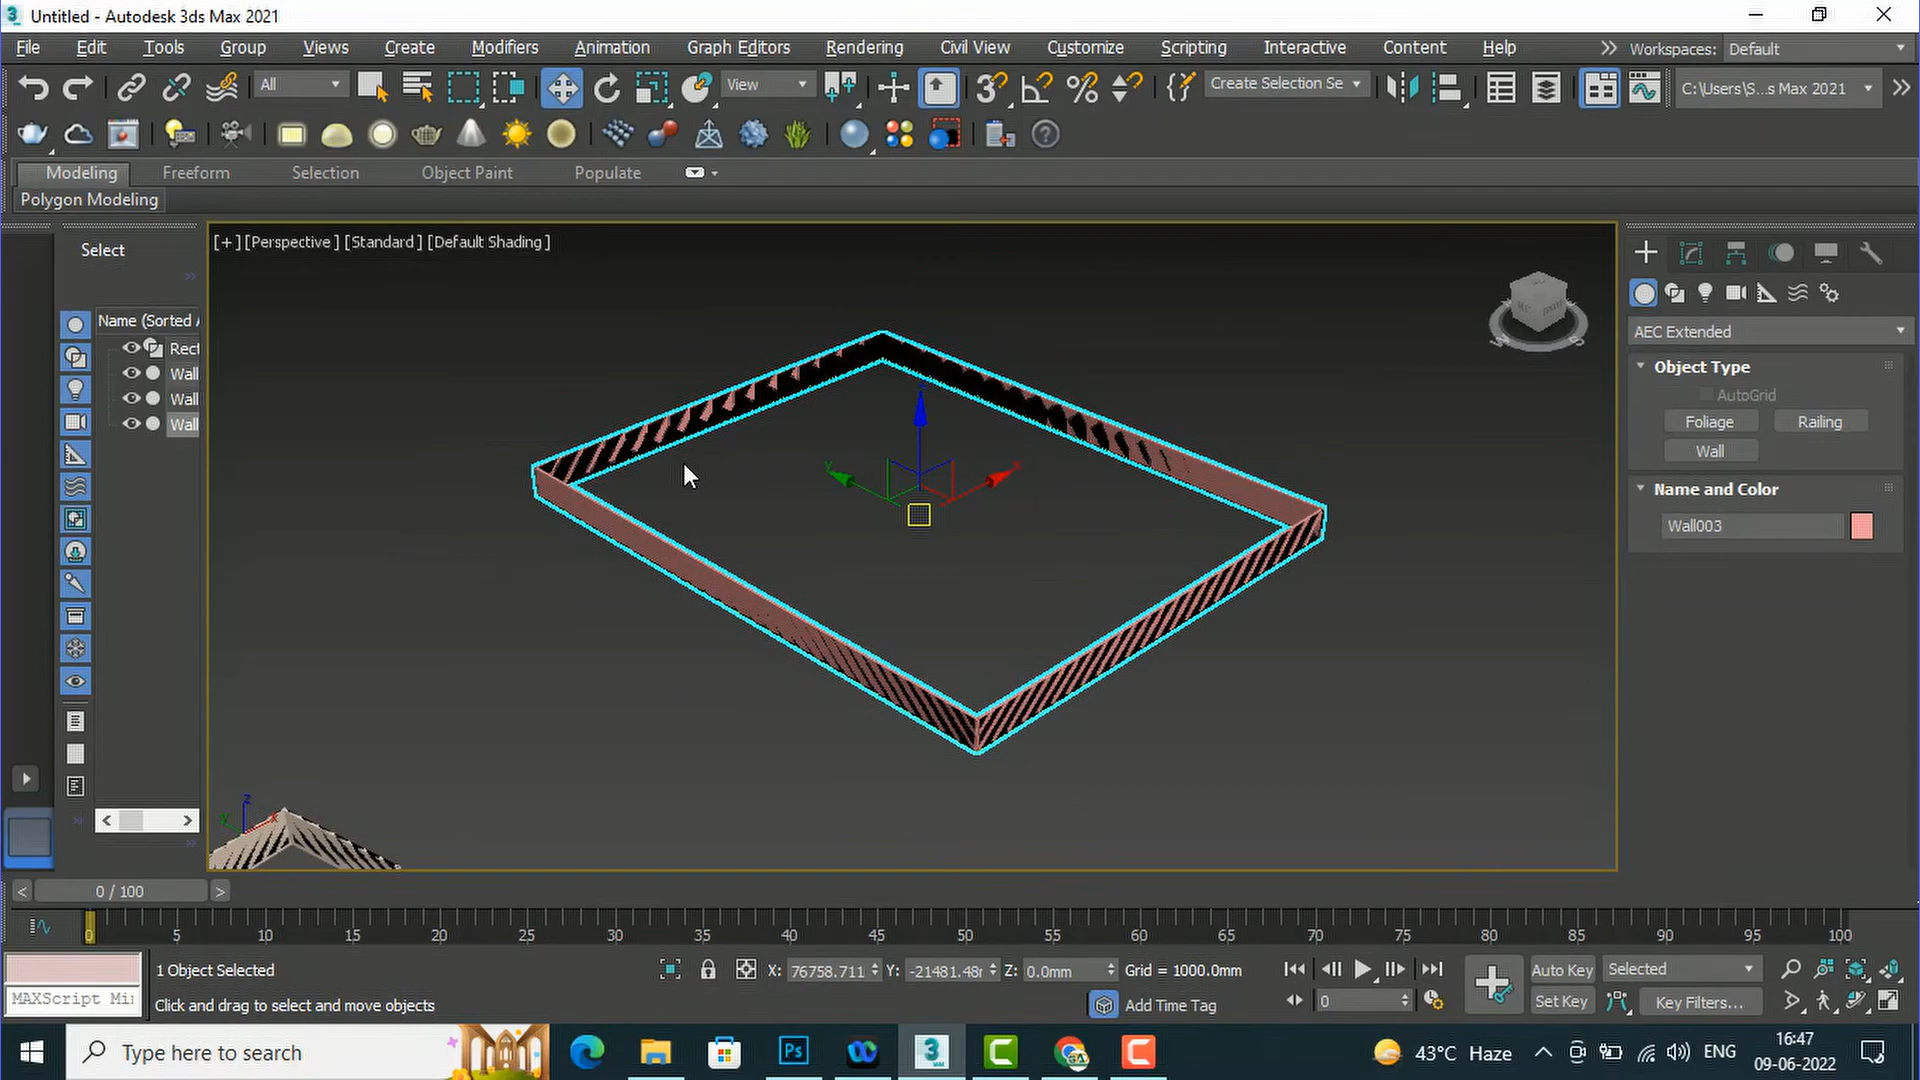 Untitled - Autodesk 3ds Max 2021
File Edit Tools Group Views Create Modifiers Animation Graph Editors Rendering Civil View Customize Scripting Interactive Content Help Workspaces: Default
All View Create Selection Se C:\Users\S...s Max 2021
Modeling Freeform Selection Object Paint Populate
Polygon Modeling
Select
[+] [Perspective] [Standard] [Default Shading]
Name (Sorted A
Rect
Wall
Wall
Wall
AEC Extended
Object Type
AutoGrid
Foliage Railing
Wall
Name and Color
Wall003
0 / 100
0 5 10 15 20 25 30 35 40 45 50 55 60 65 70 75 80 85 90 95 100
1 Object Selected X: 76758.711 Y: -21481.48 Z: 0.0mm Grid = 1000.0mm Auto Key Selected
MAXScript Mi Click and drag to select and move objects Add Time Tag 0 Set Key Key Filters...
Type here to search
43°C Haze ENG
16:47
09-06-2022